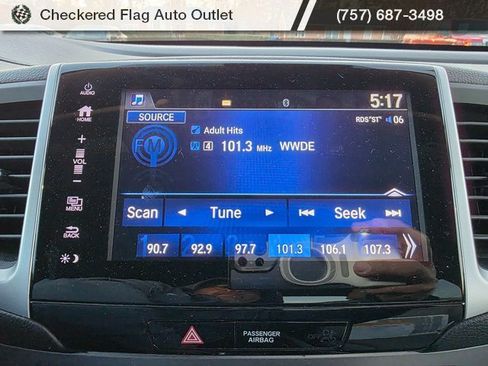 Checkered Flag Auto Outlet (757) 687-3498
AUDIO
HOME
+
VOL
−
MENU
BACK
5:17
SOURCE
RDS"ST" 06
Adult Hits
FM 4 101.3 MHz WWDE
Scan Tune Seek
90.7 92.9 97.7 101.3 106.1 107.3
PASSENGER AIRBAG